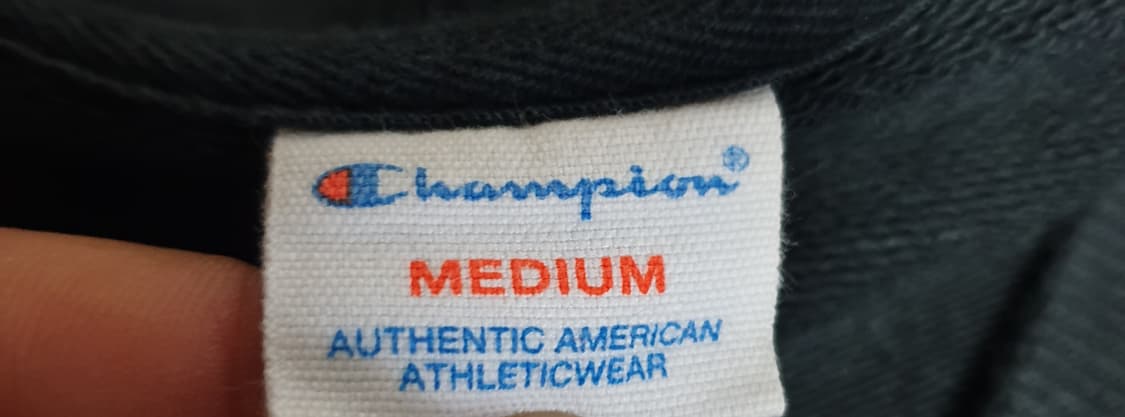 Champion®
MEDIUM
AUTHENTIC AMERICAN
ATHLETICWEAR